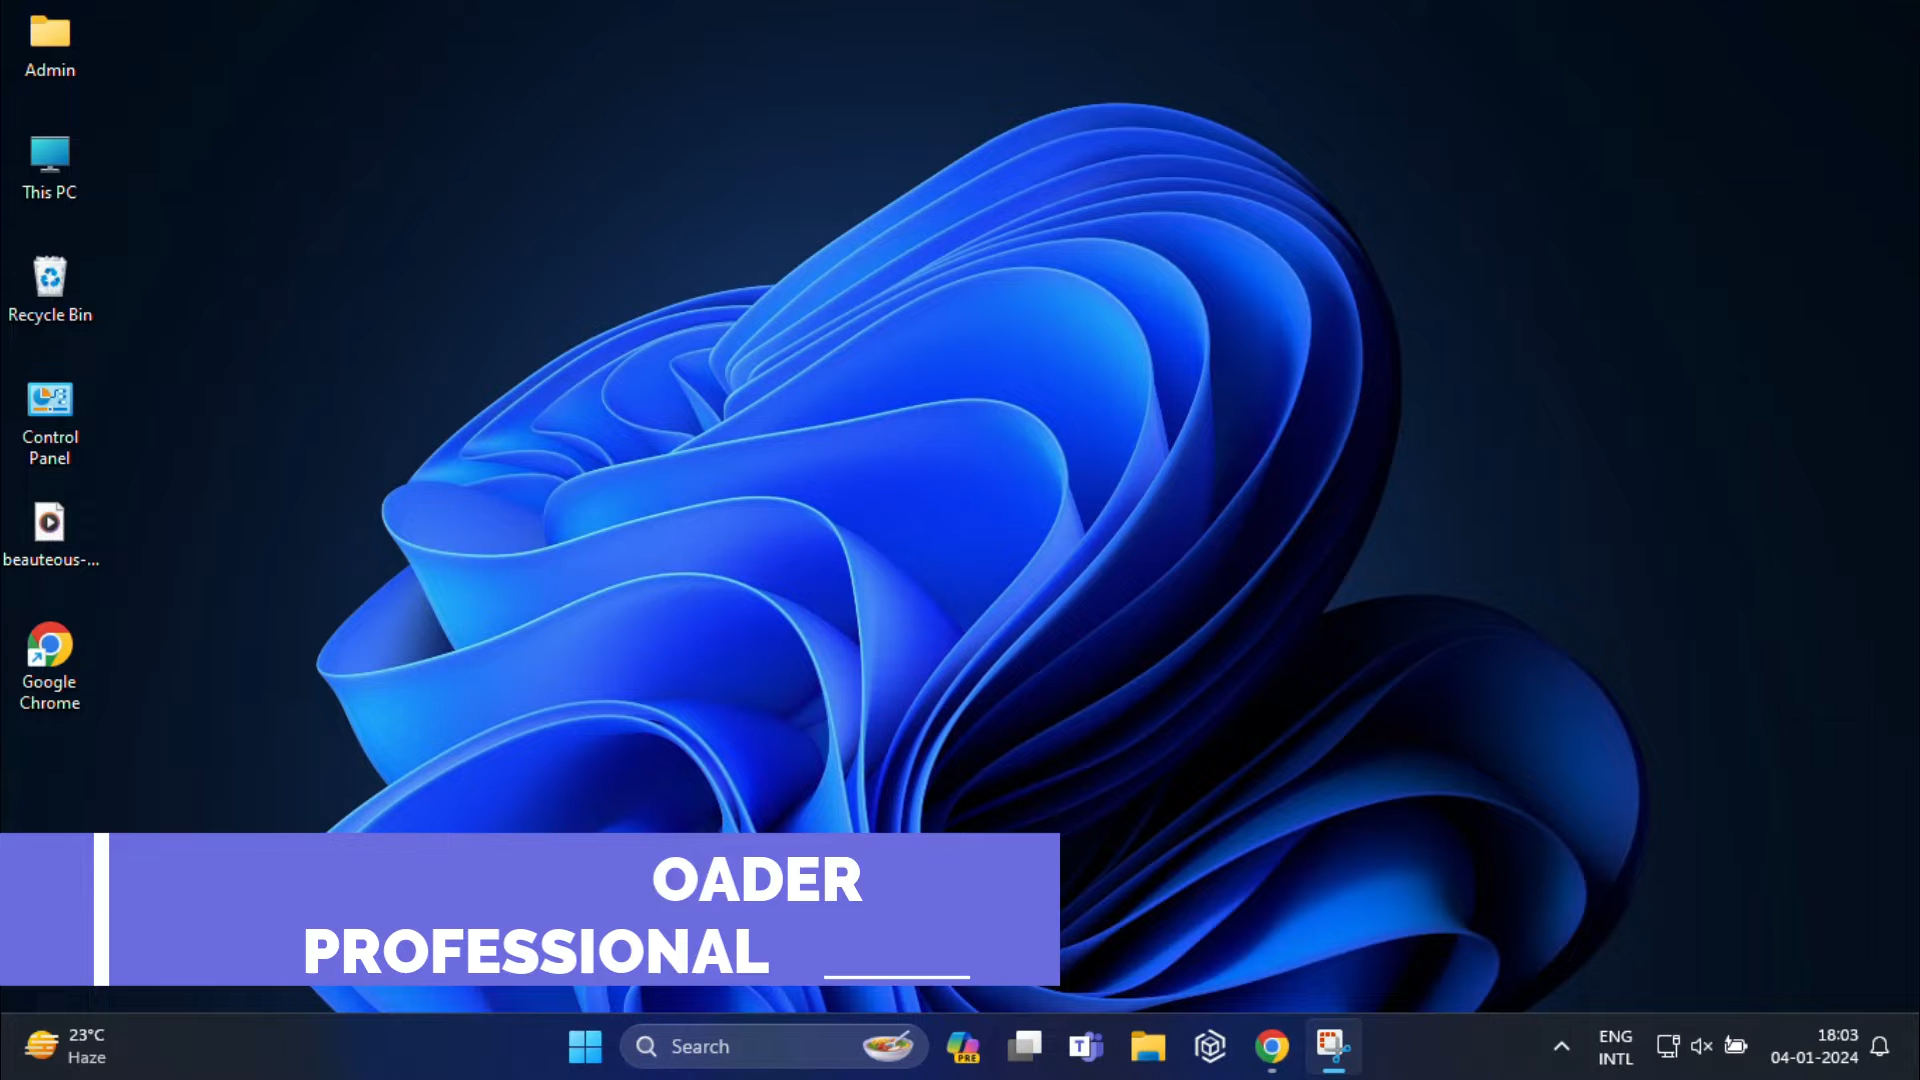 Admin
This PC
Recycle Bin
Control
Panel
beauteous-...
Google
Chrome
OADER
PROFESSIONAL
23°C
Haze
Search
PRE
T
ENG
INTL
18:03
04-01-2024